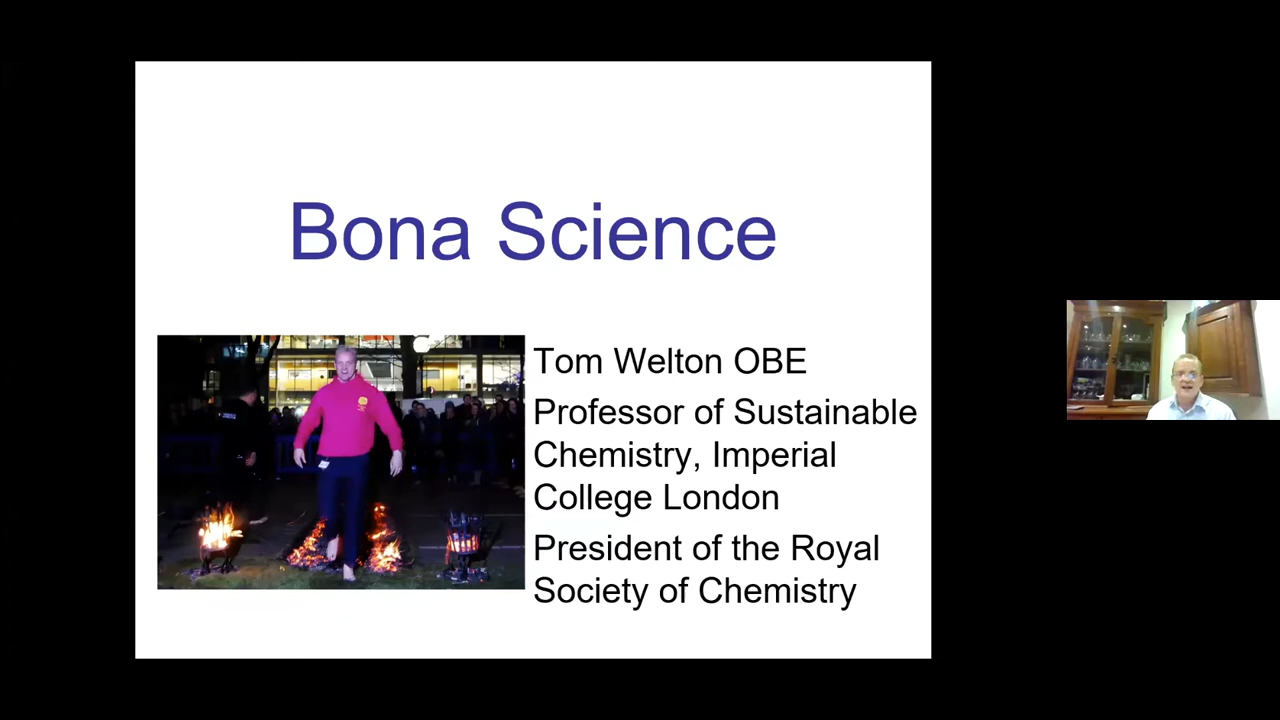 Bona Science
Tom Welton OBE
Professor of Sustainable
Chemistry, Imperial
College London
President of the Royal
Society of Chemistry